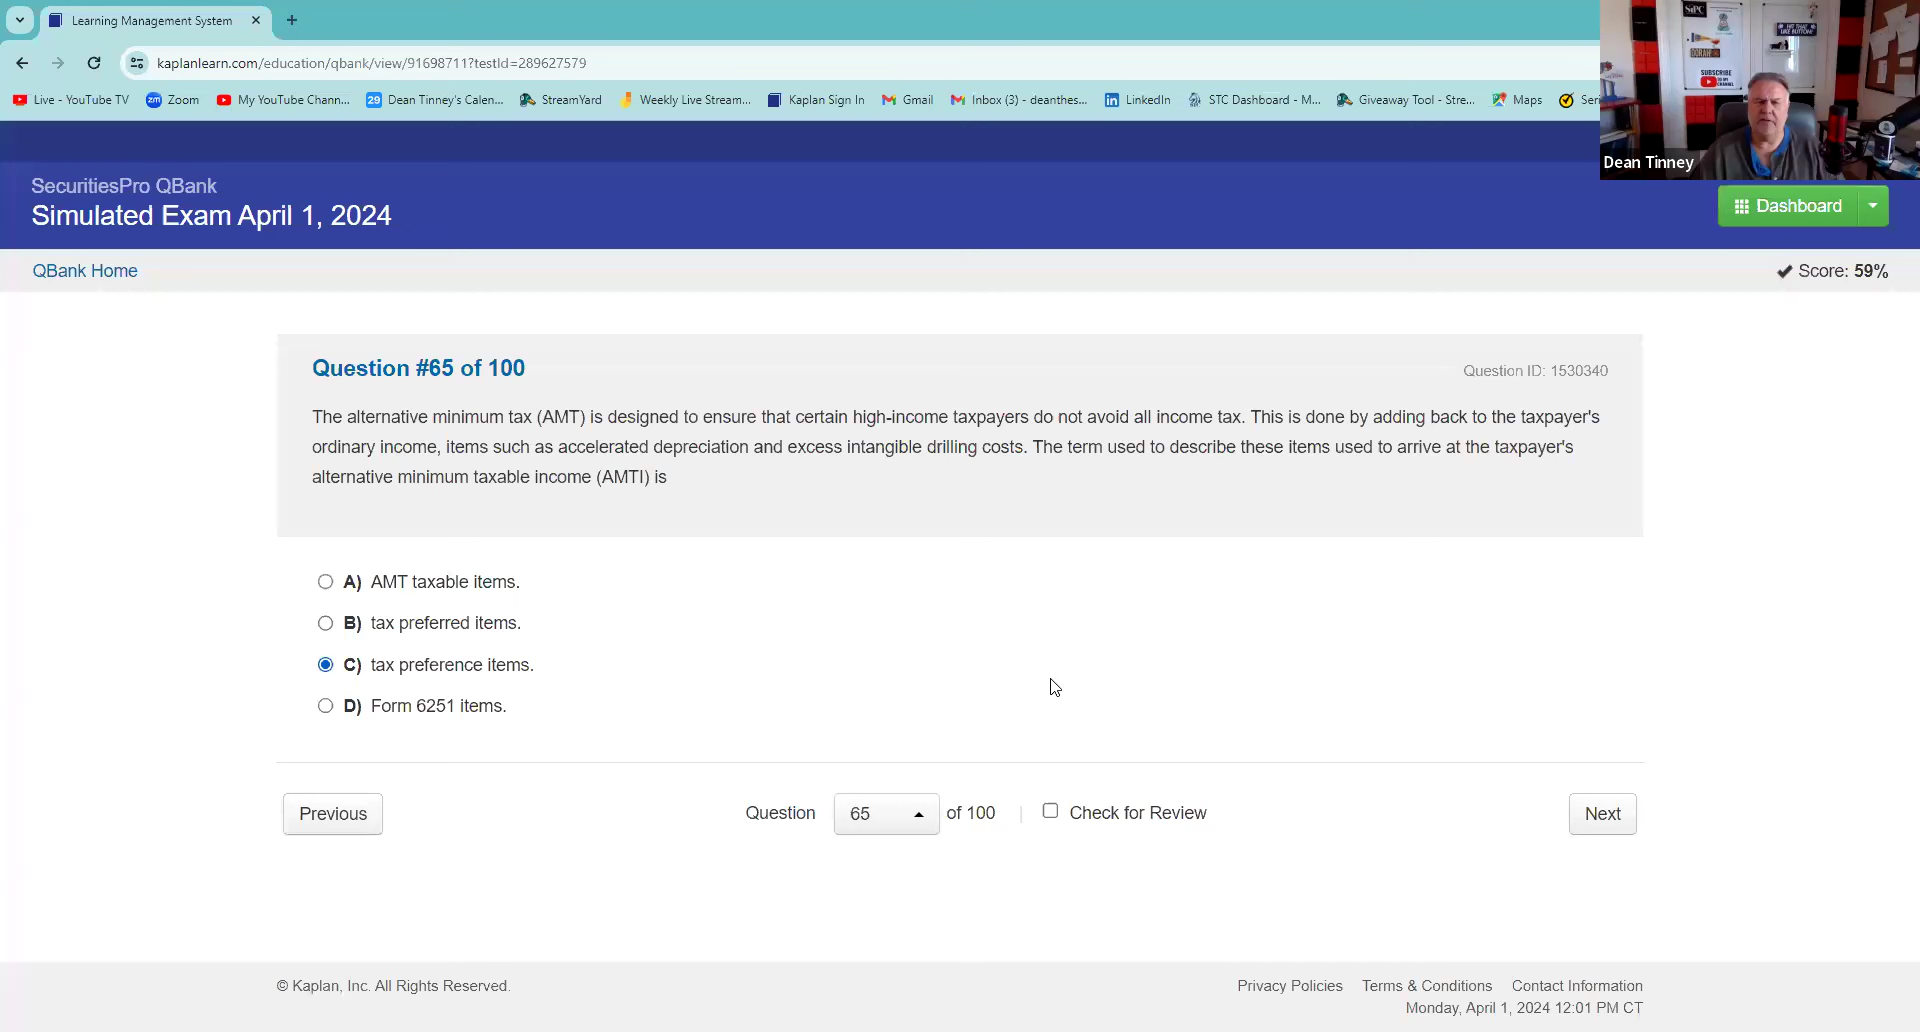 Learning Management System
kaplanlearn.com/education/qbank/view/91698711?testId=289627579
Live - YouTube TV
Zoom
My YouTube Chann...
29
Dean Tinney's Calen...
StreamYard
Weekly Live Stream...
Kaplan Sign In
Gmail
Inbox (3) - deanthes...
LinkedIn
STC Dashboard - M...
Giveaway Tool - Stre...
Maps
Seri
SIPC
HIT THAT
LIKE BUTTON!
SUBSCRIBE
Dean Tinney
SecuritiesPro QBank
Simulated Exam April 1, 2024
Dashboard
QBank Home
Score: 59%
Question #65 of 100
Question ID: 1530340
The alternative minimum tax (AMT) is designed to ensure that certain high-income taxpayers do not avoid all income tax. This is done by adding back to the taxpayer's
ordinary income, items such as accelerated depreciation and excess intangible drilling costs. The term used to describe these items used to arrive at the taxpayer's
alternative minimum taxable income (AMTI) is
A) AMT taxable items.
B) tax preferred items.
C) tax preference items.
D) Form 6251 items.
Previous
Question 65 of 100 | Check for Review
Next
© Kaplan, Inc. All Rights Reserved.
Privacy Policies Terms & Conditions Contact Information
Monday, April 1, 2024 12:01 PM CT